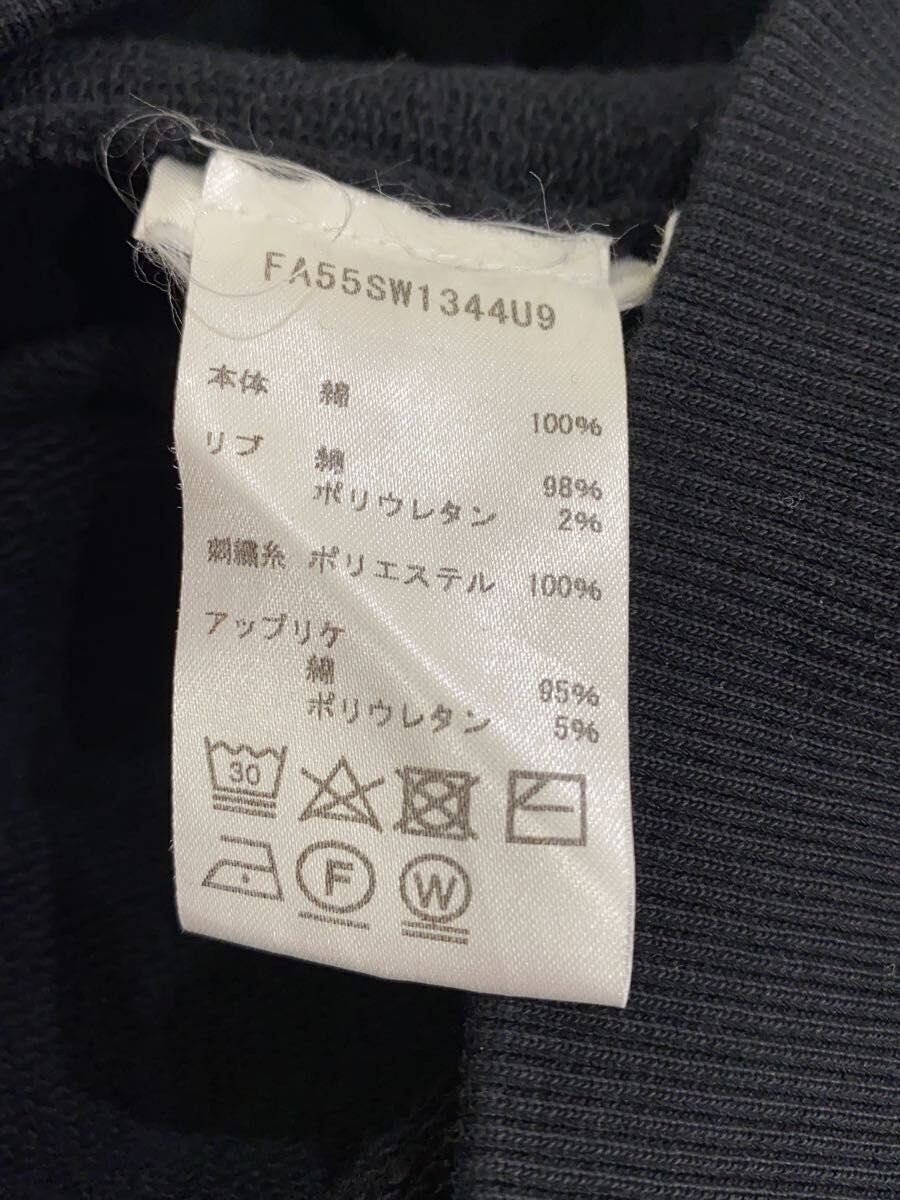 FA55SW1344U9
本体 綿 100%
リブ 綿 98%
ポリウレタン 2%
刺繍糸 ポリエステル 100%
アップリケ
綿 95%
ポリウレタン 5%
30
F W